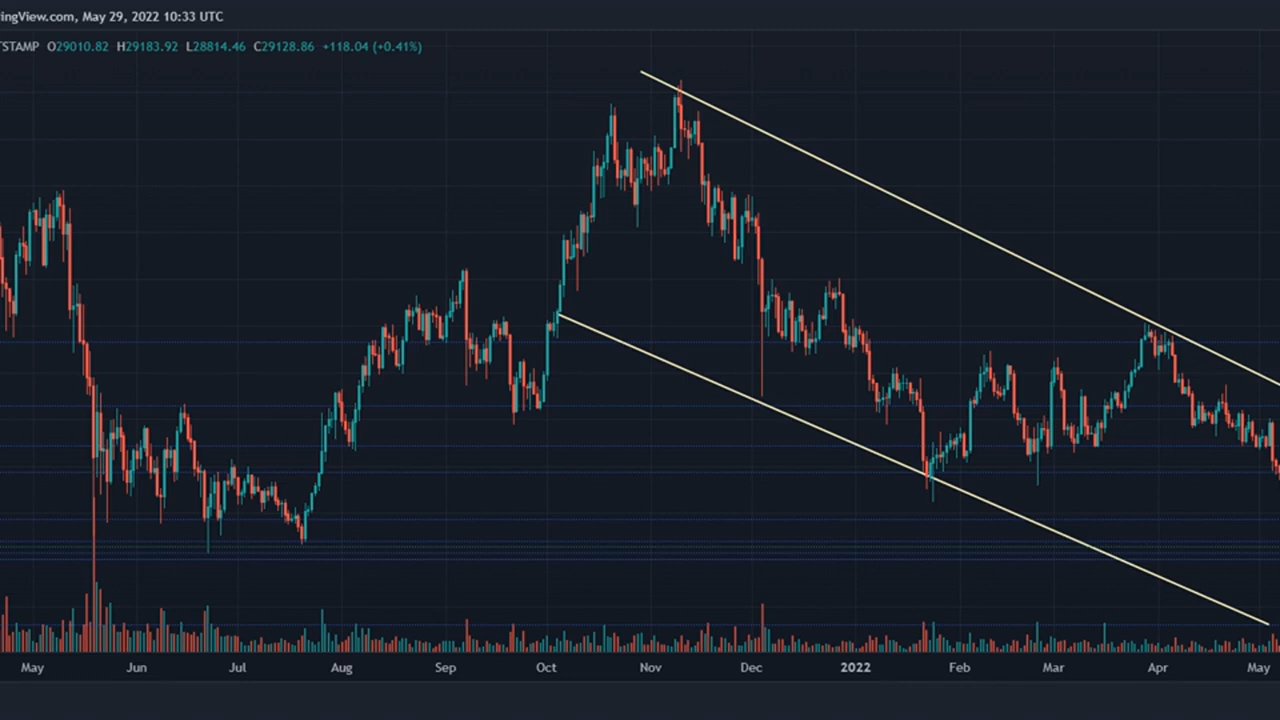 ingView.com, May 29, 2022 10:33 UTC
TSTAMP O29010.82 H29183.92 L28814.46 C29128.86 +118.04 (+0.41%)
May Jun Jul Aug Sep Oct Nov Dec 2022 Feb Mar Apr May